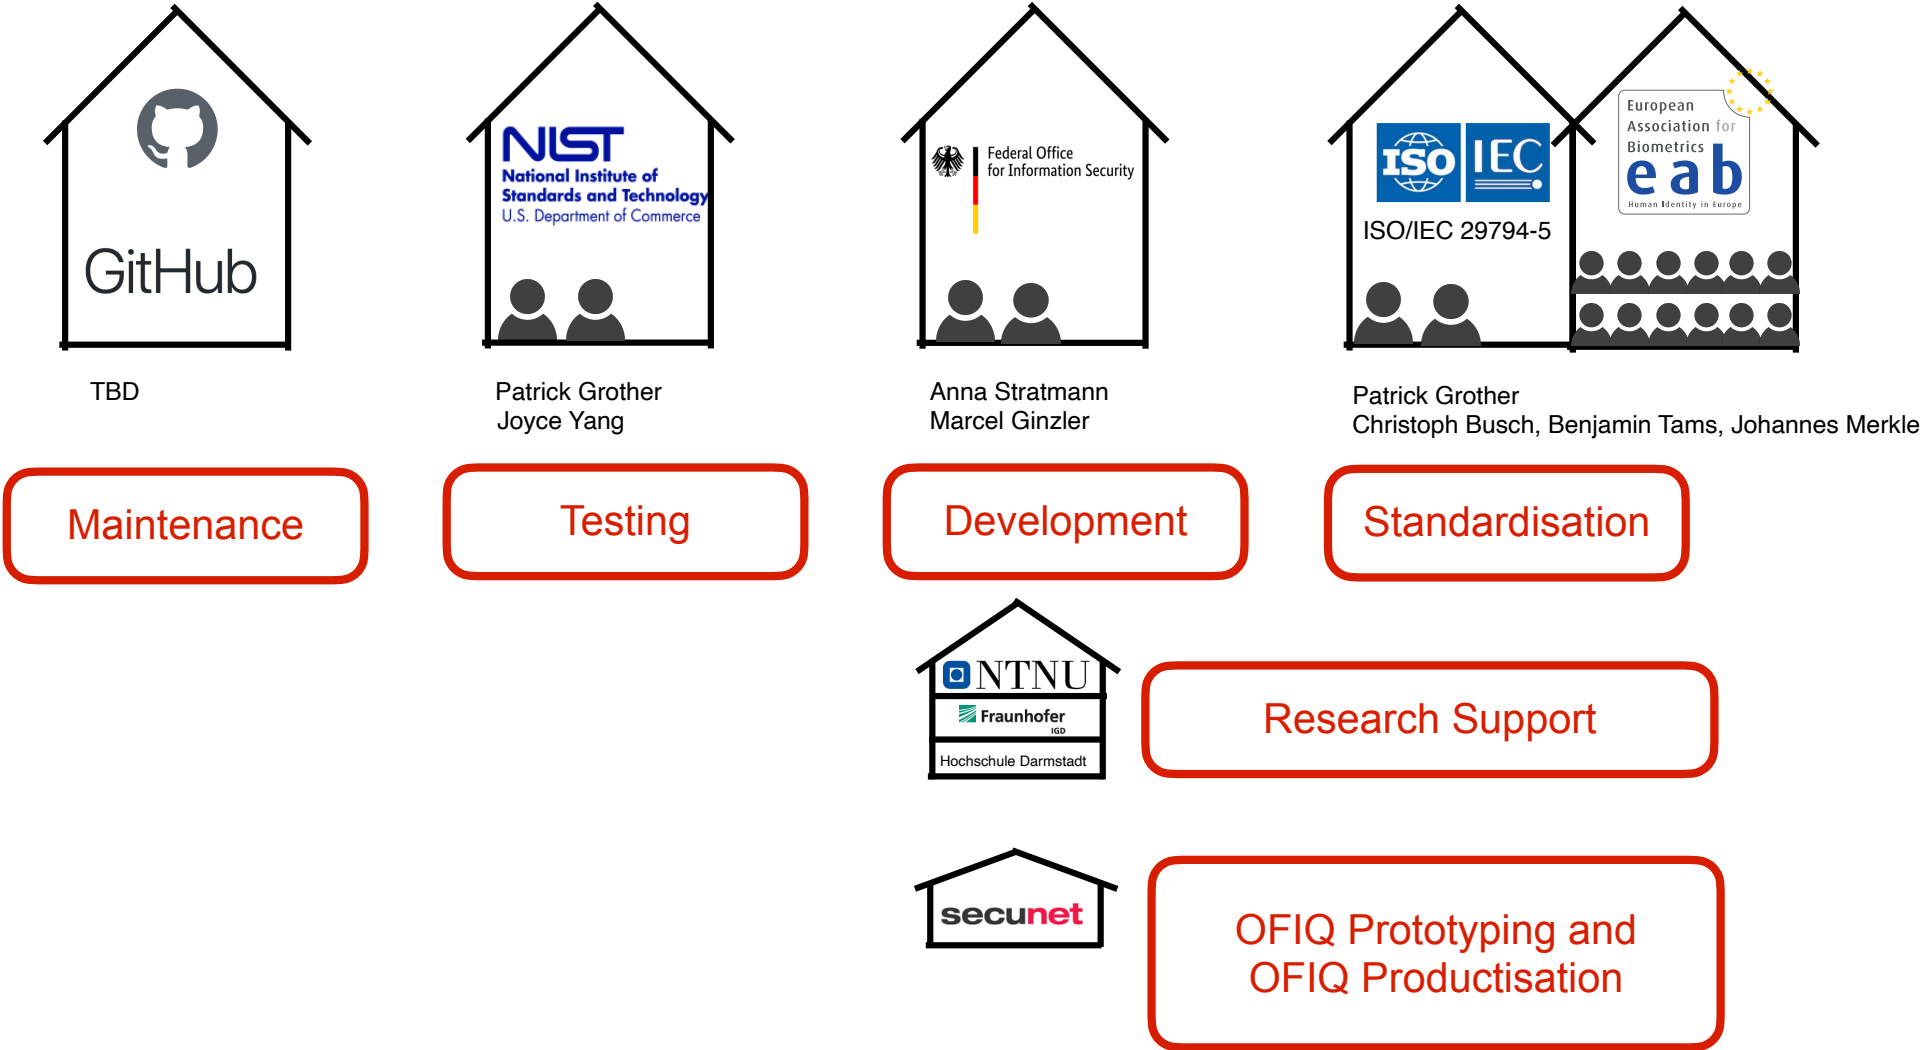 GitHub
TBD
Maintenance
NIST
National Institute of
Standards and Technology
U.S. Department of Commerce
Patrick Grother
Joyce Yang
Testing
Federal Office
for Information Security
Anna Stratmann
Marcel Ginzler
Development
ISO IEC
ISO/IEC 29794-5
European
Association for
Biometrics
eab
Human Identity in Europe
Patrick Grother
Christoph Busch, Benjamin Tams, Johannes Merkle
Standardisation
NTNU
Fraunhofer
IGD
Hochschule Darmstadt
Research Support
secunet
OFIQ Prototyping and
OFIQ Productisation